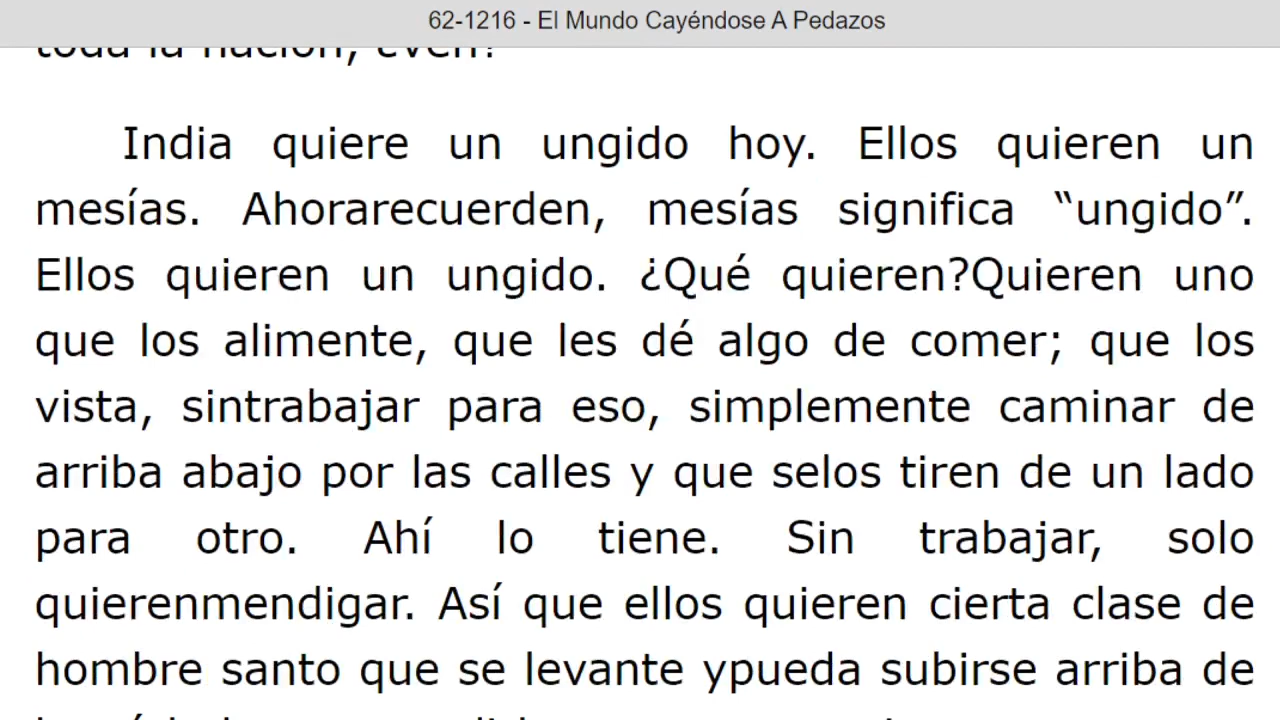 62-1216 - El Mundo Cayéndose A Pedazos
toda la nación, ¿ven?
India quiere un ungido hoy. Ellos quieren un
mesías. Ahorarecuerden, mesías significa “ungido”.
Ellos quieren un ungido. ¿Qué quieren?Quieren uno
que los alimente, que les dé algo de comer; que los
vista, sintrabajar para eso, simplemente caminar de
arriba abajo por las calles y que selos tiren de un lado
para otro. Ahí lo tiene. Sin trabajar, solo
quierenmendigar. Así que ellos quieren cierta clase de
hombre santo que se levante ypueda subirse arriba de